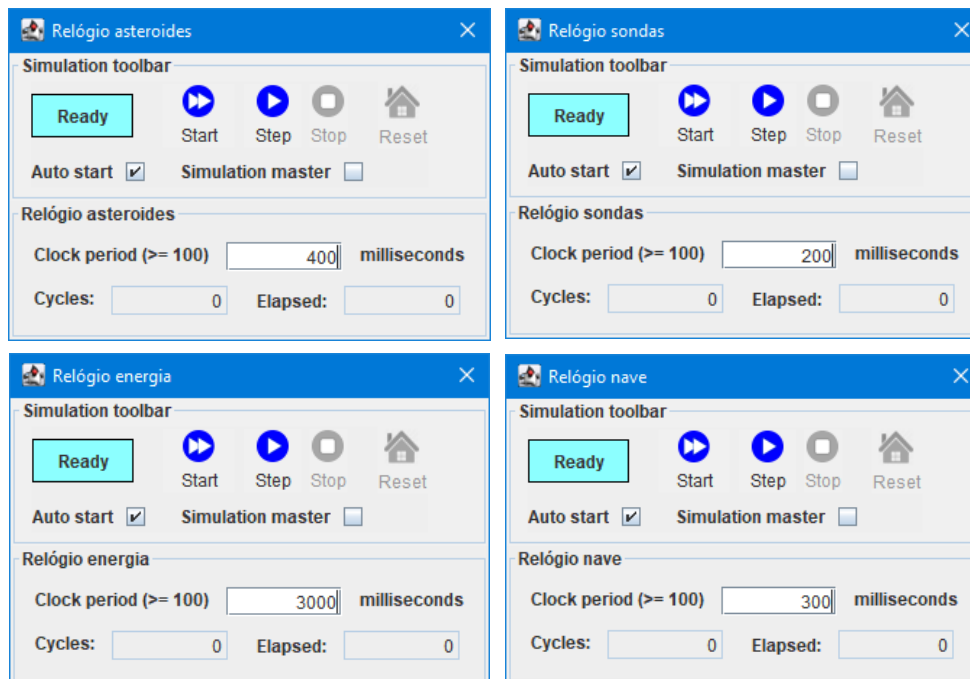 Relógio asteroides
Simulation toolbar
Ready
Start
Step
Stop
Reset
Auto start
Simulation master
Relógio asteroides
Clock period (>= 100) 400 milliseconds
Cycles: 0 Elapsed: 0
Relógio sondas
Simulation toolbar
Ready
Start
Step
Stop
Reset
Auto start
Simulation master
Relógio sondas
Clock period (>= 100) 200 milliseconds
Cycles: 0 Elapsed: 0
Relógio energia
Simulation toolbar
Ready
Start
Step
Stop
Reset
Auto start
Simulation master
Relógio energia
Clock period (>= 100) 3000 milliseconds
Cycles: 0 Elapsed: 0
Relógio nave
Simulation toolbar
Ready
Start
Step
Stop
Reset
Auto start
Simulation master
Relógio nave
Clock period (>= 100) 300 milliseconds
Cycles: 0 Elapsed: 0